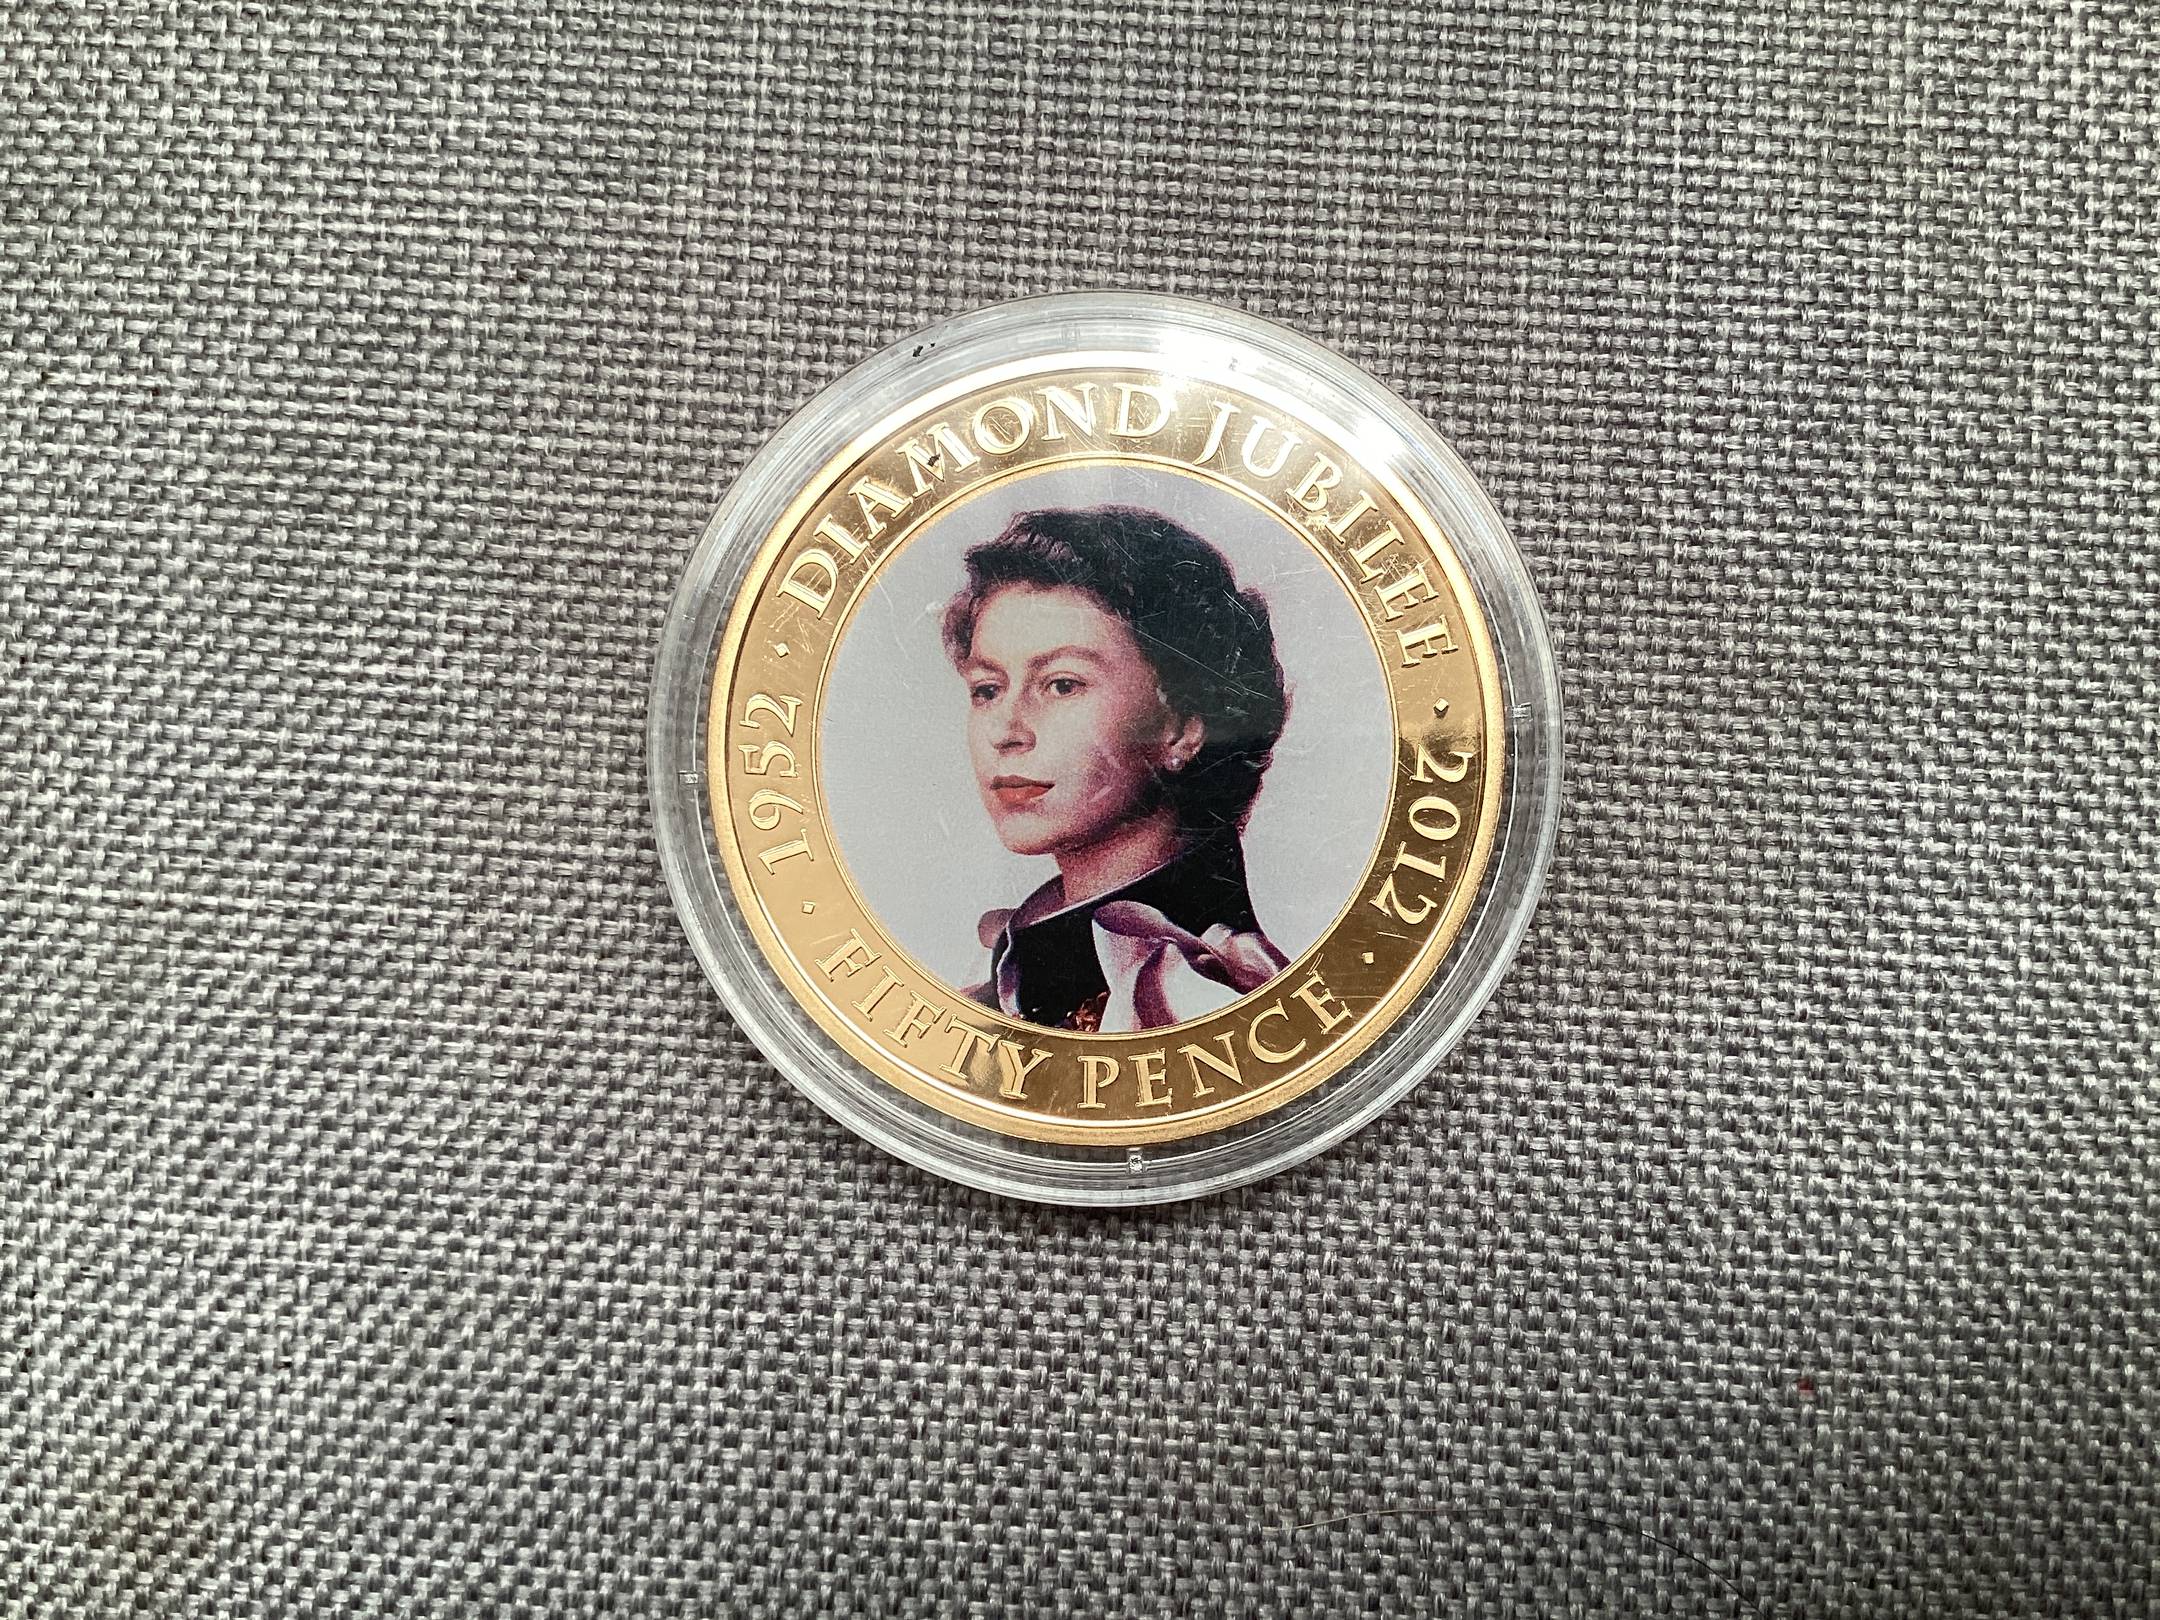 DIAMOND JUBILEE · 2012 ·
FIFTY PENCE
· 1952 ·